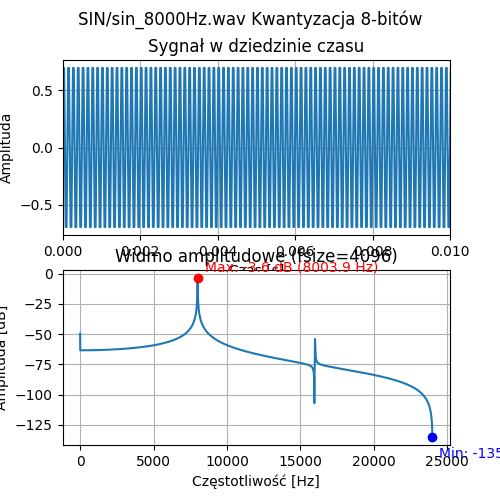 SIN/sin_8000Hz.wav Kwantyzacja 8-bitów
Sygnał w dziedzinie czasu
Amplituda
0.5
0.0
−0.5
0.000 0.002 0.004 0.006 0.008 0.010
Widmo amplitudowe (fsize=4096)
Max: -3.6 dB (8003.9 Hz)
Amplituda [dB]
0
−25
−50
−75
−100
−125
Min: -135
0 5000 10000 15000 20000 25000
Częstotliwość [Hz]